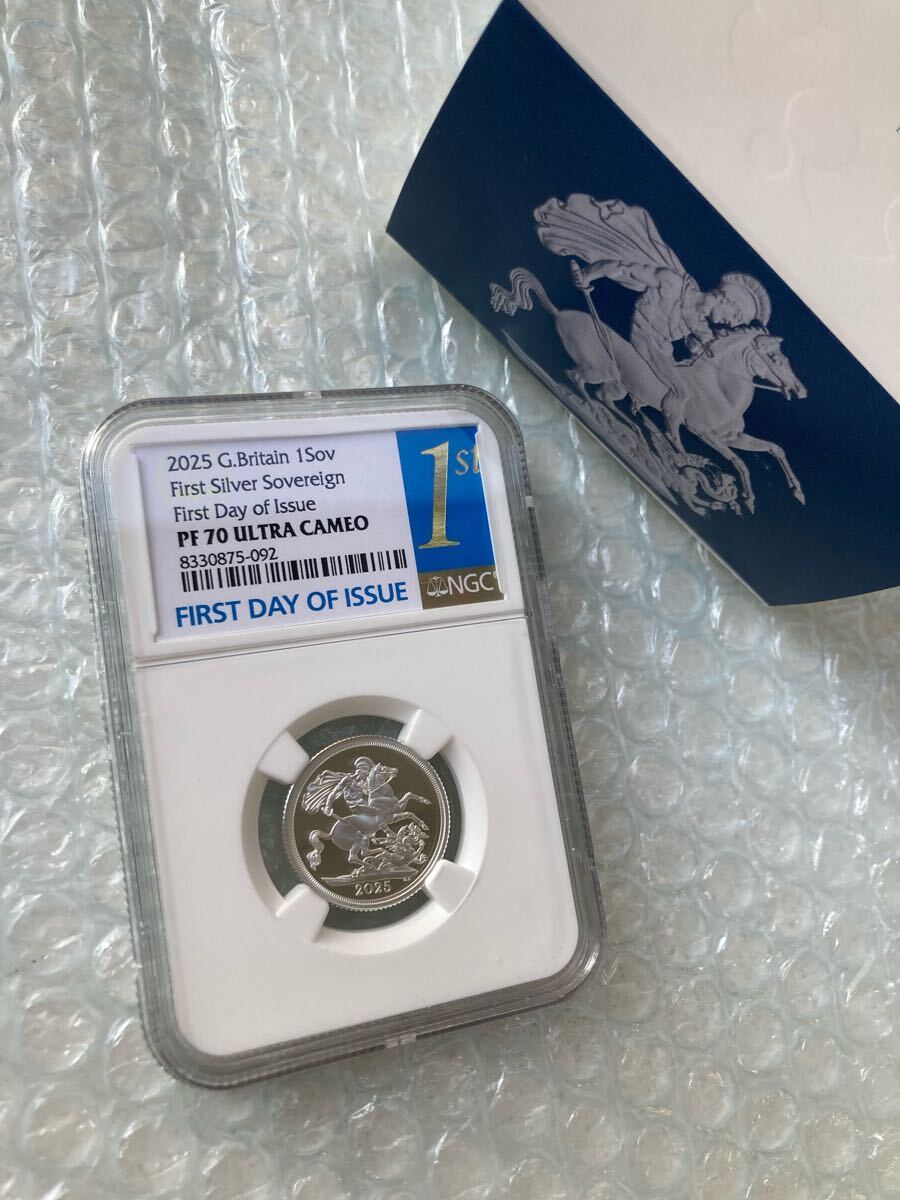 2025 G.Britain 1Sov
First Silver Sovereign
First Day of Issue
PF 70 ULTRA CAMEO
8330875-092
FIRST DAY OF ISSUE
1st
NGC
2025